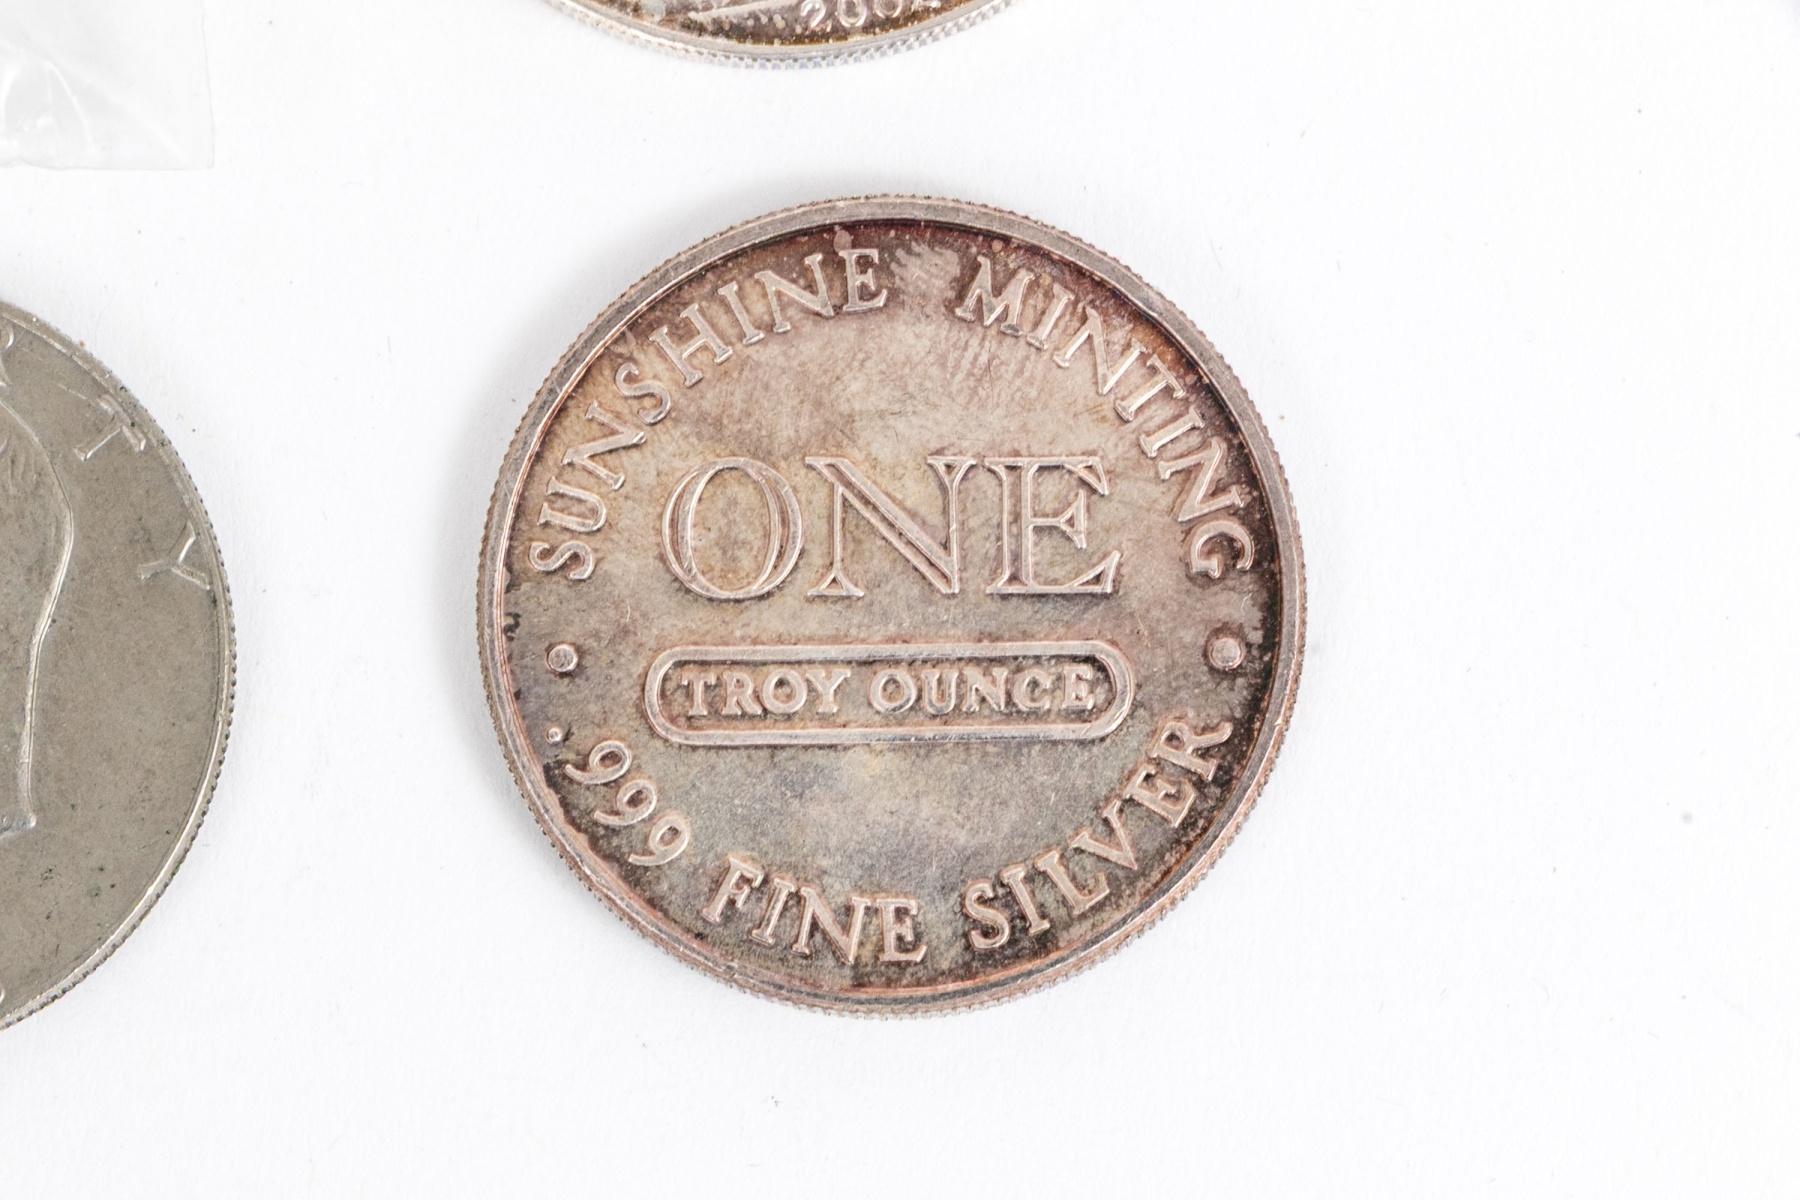 SUNSHINE MINTING
ONE
TROY OUNCE
.999 FINE SILVER